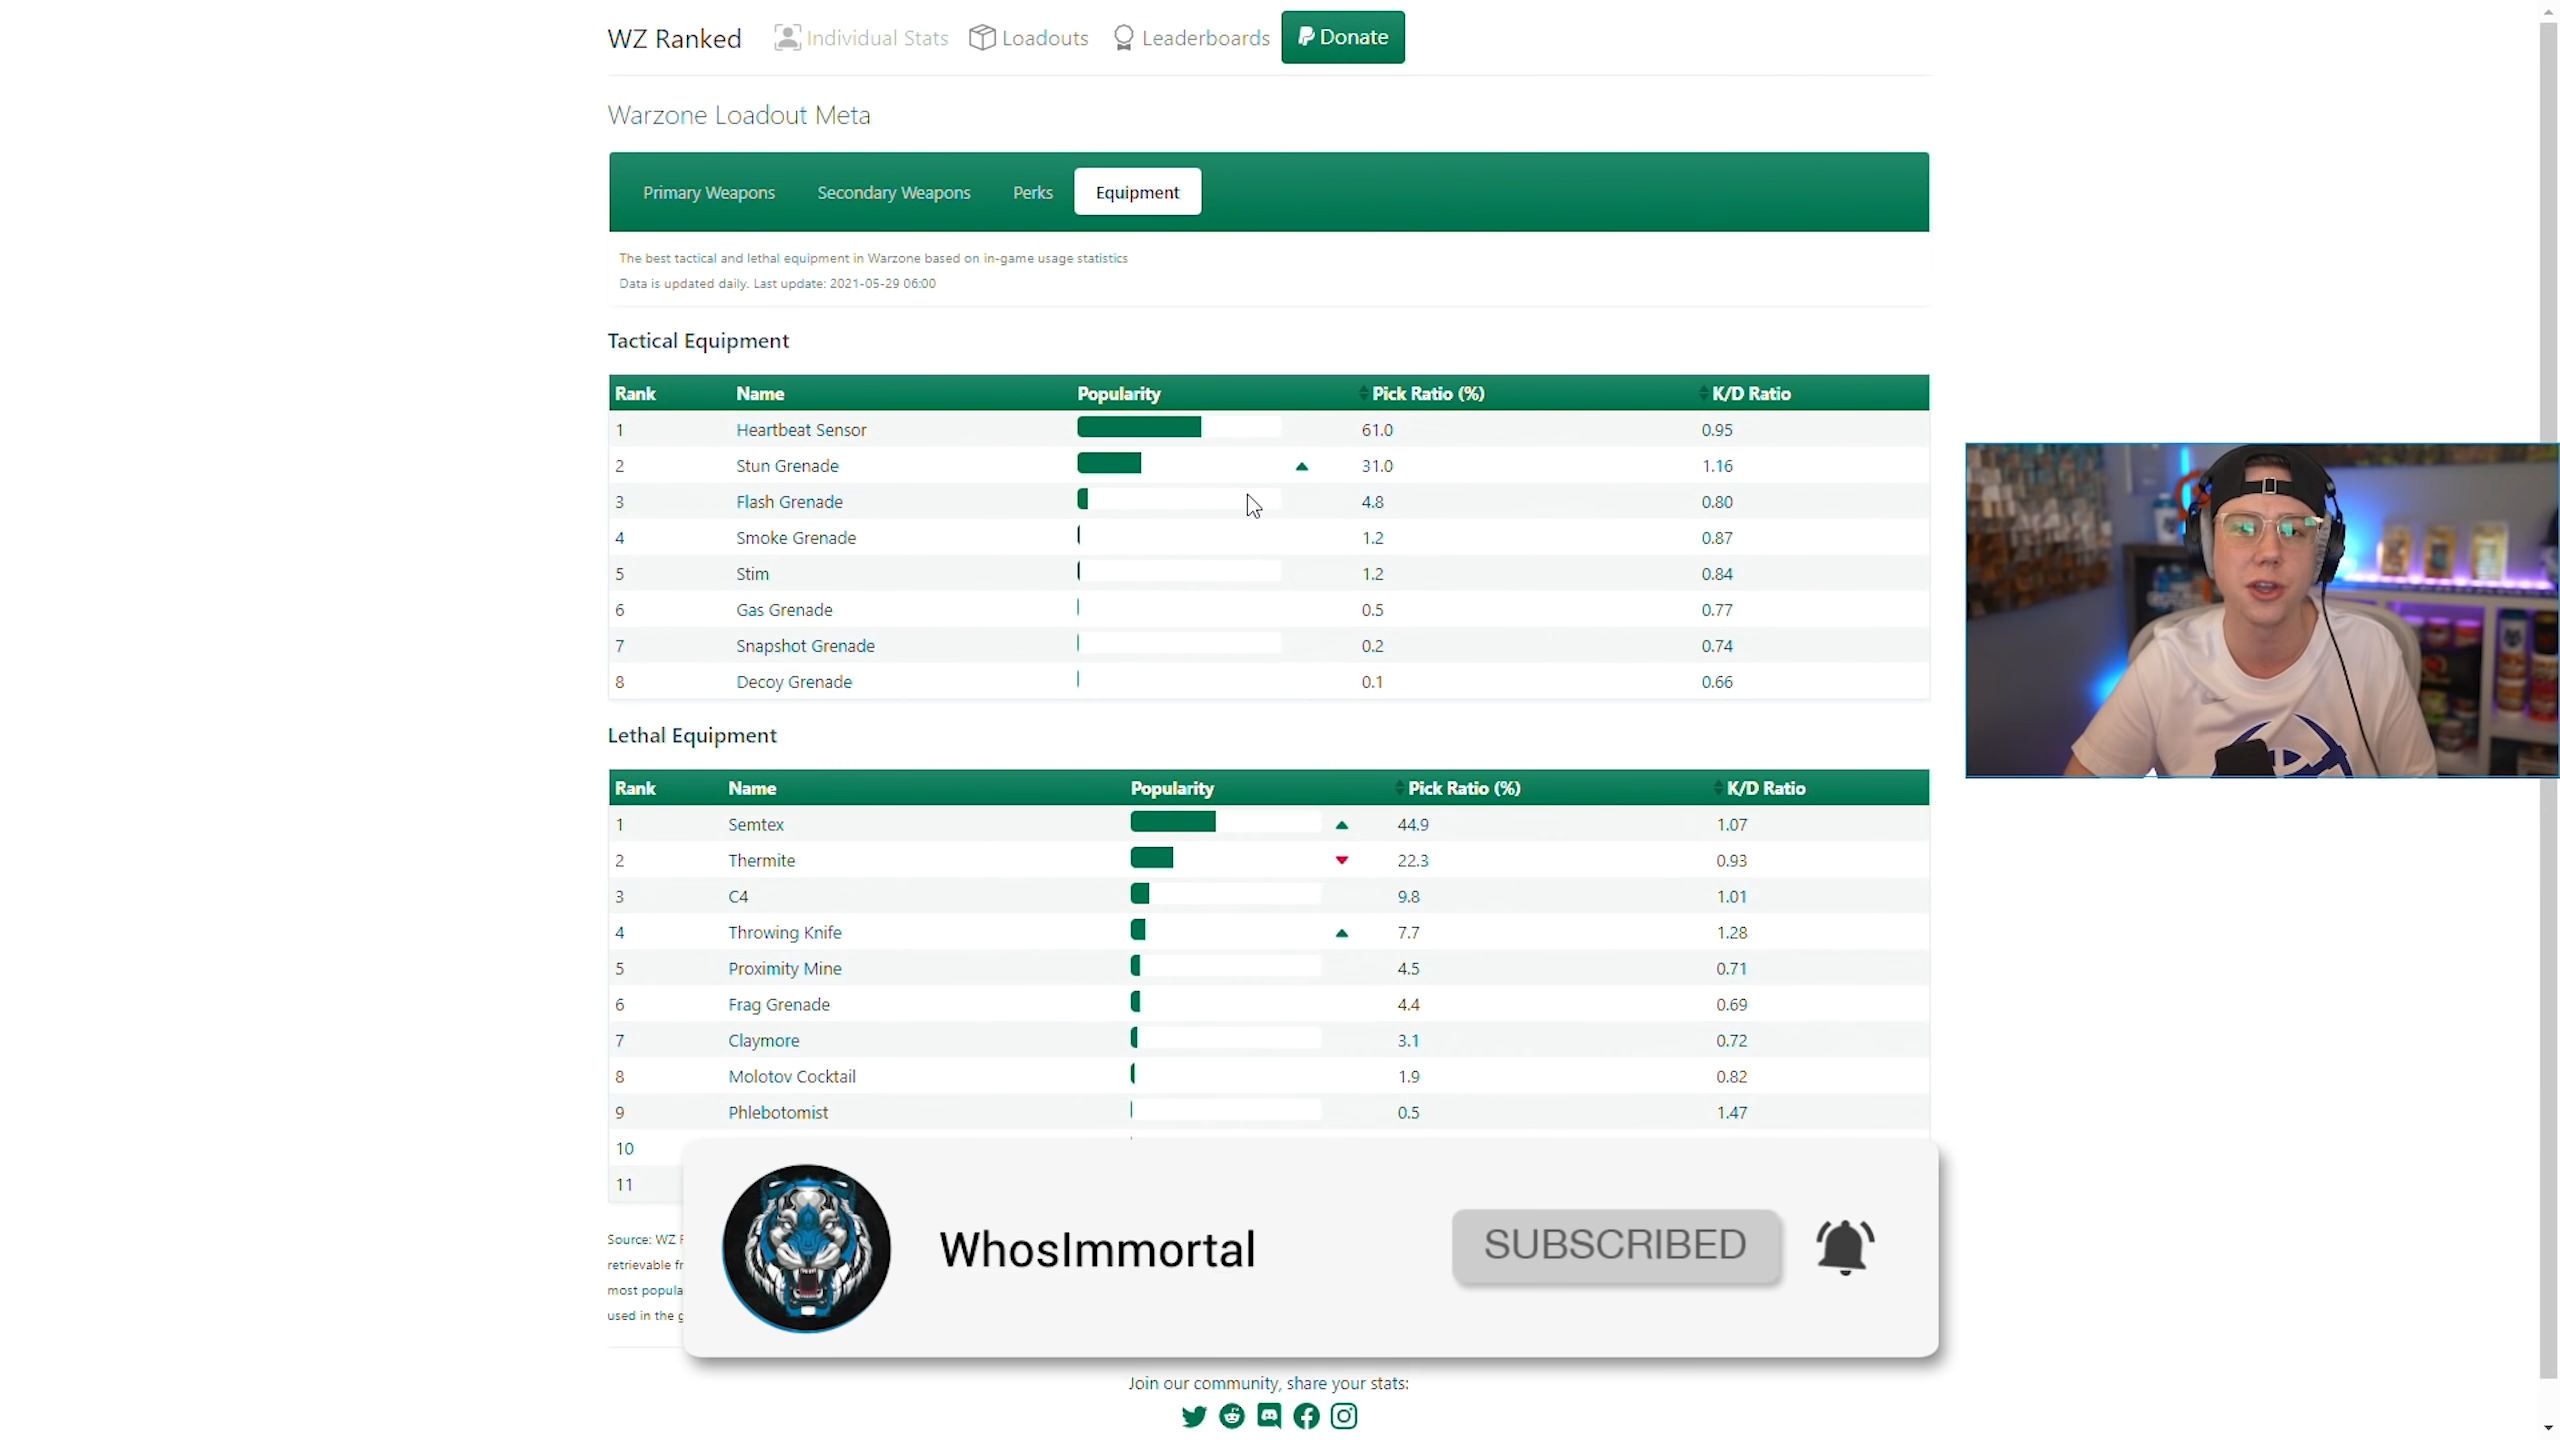 WZ Ranked Individual Stats Loadouts Leaderboards Donate
Warzone Loadout Meta
Primary Weapons Secondary Weapons Perks Equipment
The best tactical and lethal equipment in Warzone based on in-game usage statistics
Data is updated daily. Last update: 2021-05-29 06:00
Tactical Equipment
Rank Name Popularity Pick Ratio (%) K/D Ratio
1 Heartbeat Sensor 61.0 0.95
2 Stun Grenade 31.0 1.16
3 Flash Grenade 4.8 0.80
4 Smoke Grenade 1.2 0.87
5 Stim 1.2 0.84
6 Gas Grenade 0.5 0.77
7 Snapshot Grenade 0.2 0.74
8 Decoy Grenade 0.1 0.66
Lethal Equipment
Rank Name Popularity Pick Ratio (%) K/D Ratio
1 Semtex 44.9 1.07
2 Thermite 22.3 0.93
3 C4 9.8 1.01
4 Throwing Knife 7.7 1.28
5 Proximity Mine 4.5 0.71
6 Frag Grenade 4.4 0.69
7 Claymore 3.1 0.72
8 Molotov Cocktail 1.9 0.82
9 Phlebotomist 0.5 1.47
10
11
Source: WZ
retrievable
most popula
used in the
WhosImmortal SUBSCRIBED
Join our community, share your stats: